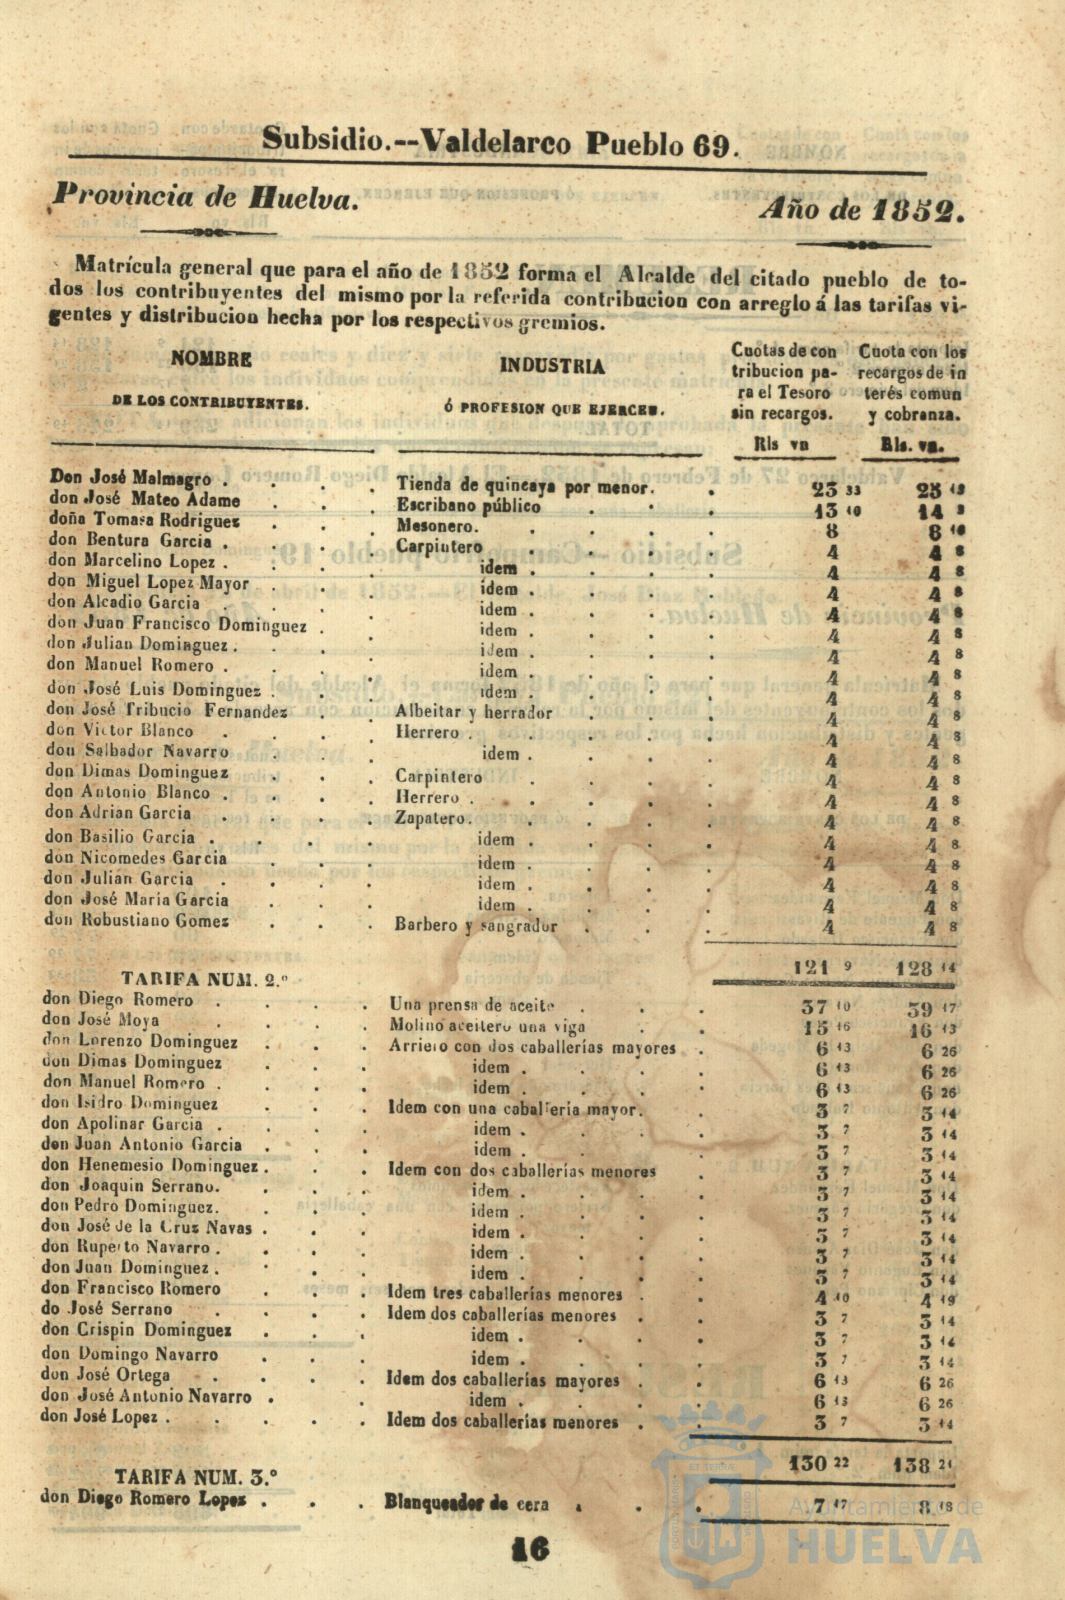 Subsidio.--Valdelarco Pueblo 69.
Provincia de Huelva. Año de 1852.
Matrícula general que para el año de 1852 forma el Alcalde del citado pueblo de to-
dos los contribuyentes del mismo por la referida contribucion con arreglo á las tarifas vi-
gentes y distribucion hecha por los respectivos gremios.
NOMBRE INDUSTRIA Cuotas de con Cuota con los
tribucion pa- recargos de in
DE LOS CONTRIBUYENTES. Ó PROFESION QUE EJERCEN. ra el Tesoro terés comun
sin recargos. y cobranza.
Rls vn Rls. vn.
Don José Malmagro . Tienda de quincaya por menor. 23 33 25
don José Mateo Adame Escribano público 13 10 14
doña Tomasa Rodriguez Mesonero. 8 8
don Bentura Garcia . Carpintero 4 4 8
don Marcelino Lopez . idem . 4 4 8
don Miguel Lopez Mayor idem . 4 4 8
don Alcadio Garcia idem . 4 4 8
don Juan Francisco Dominguez . idem . 4 4 8
don Julian Dominguez . idem . 4 4 8
don Manuel Romero . idem . 4 4 8
don José Luis Dominguez . idem . 4 4 8
don José Tribucio Fernandez Albeitar y herrador 4 4 8
don Victor Blanco Herrero . 4 4 8
don Salbador Navarro idem . 4 4 8
don Dimas Dominguez Carpintero 4 4 8
don Antonio Blanco . Herrero . 4 4 8
don Adrian Garcia Zapatero. 4 4 8
don Basilio Garcia . idem . 4 4 8
don Nicomedes Garcia idem . 4 4 8
don Julian Garcia idem . 4 4 8
don José Maria Garcia idem . 4 4 8
don Robustiano Gomez Barbero y sangrador 4 4 8
121 9 128 14
TARIFA NUM. 2.º
don Diego Romero Una prensa de aceite 37 10 39 17
don José Moya Molino aceitero una viga 15 16 16 13
don Lorenzo Dominguez Arriero con dos caballerías mayores 6 13 6 26
don Dimas Dominguez idem . 6 13 6 26
don Manuel Romero . idem . 6 13 6 26
don Isidro Dominguez Idem con una caballería mayor. 3 7 3 14
don Apolinar Garcia . idem . 3 7 3 14
don Juan Antonio Garcia idem . 3 7 3 14
don Henemesio Dominguez . Idem con dos caballerías menores 3 7 3 14
don Joaquin Serrano. idem . 3 7 3 14
don Pedro Dominguez. idem . 3 7 3 14
don José de la Cruz Navas . idem . 3 7 3 14
don Ruperto Navarro . idem . 3 7 3 14
don Juan Dominguez . idem . 3 7 3 14
don Francisco Romero Idem tres caballerías menores 4 10 4 19
do José Serrano Idem dos caballerías menores 3 7 3 14
don Crispin Dominguez idem . 3 7 3 14
don Domingo Navarro idem . 3 7 3 14
don José Ortega Idem dos caballerías mayores 6 13 6 26
don José Antonio Navarro . idem . 6 13 6 26
don José Lopez . Idem dos caballerías menores 3 7 3 14
130 22 138 21
TARIFA NUM. 3.º
don Diego Romero Lopez . Blanqueador de cera 7 17 8
16
Ayuntamiento de
HUELVA